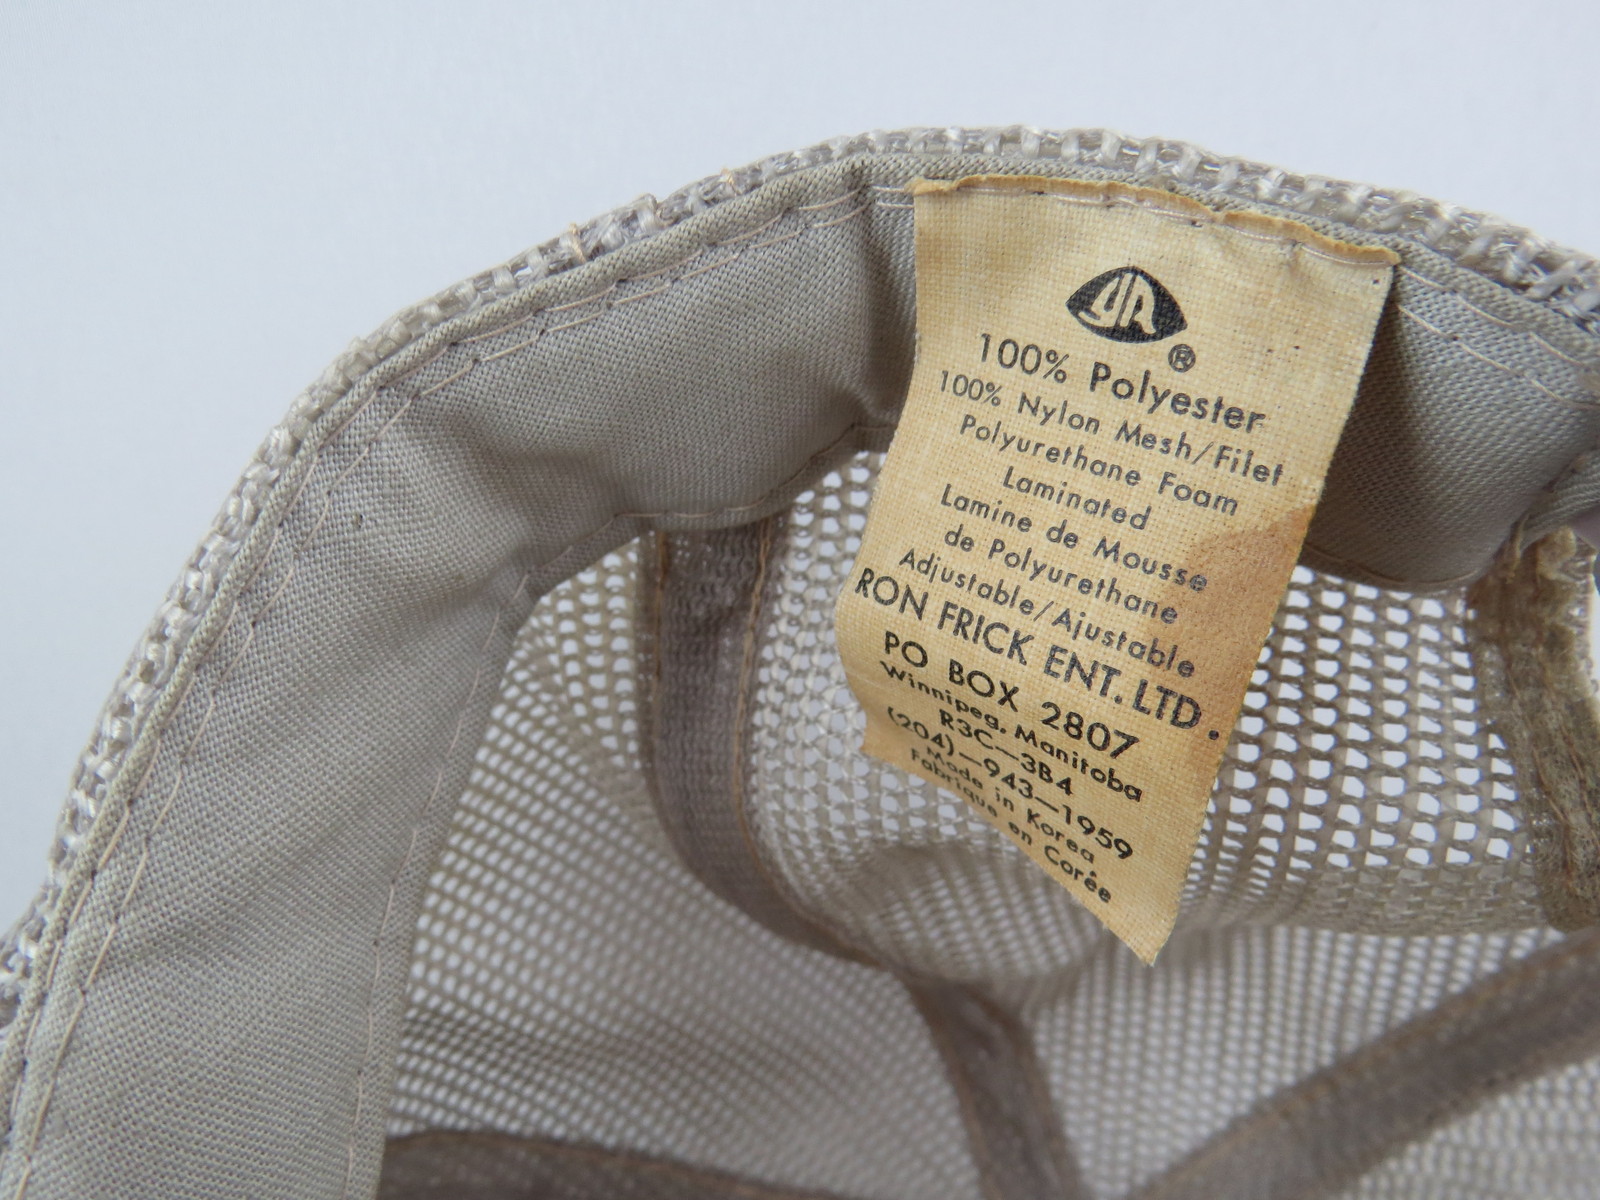 YA
®
100% Polyester
100% Nylon Mesh/Filet
Polyurethane Foam
Laminated
Lamine de Mousse
de Polyurethane
Adjustable/Ajustable
RON FRICK ENT. LTD.
PO BOX 2807
Winnipeg, Manitoba
R3C—3B4
(204)—943—1959
Made in Korea
Fabrique en Corée